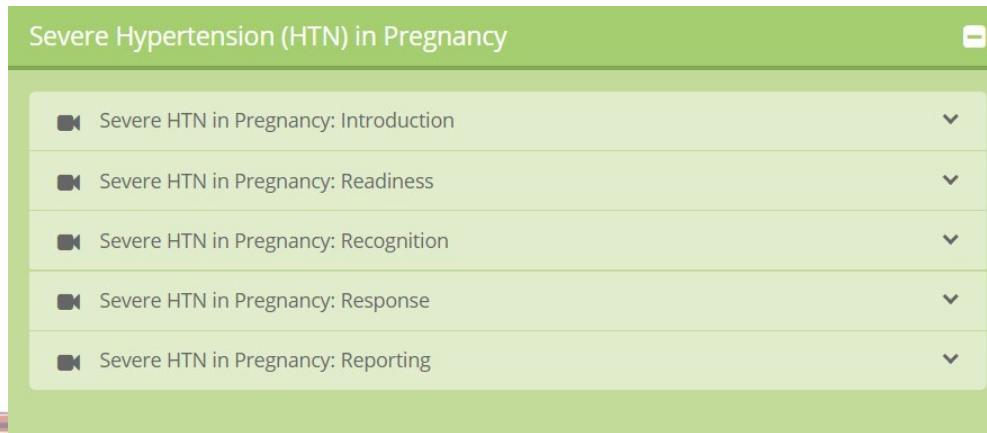 Severe Hypertension (HTN) in Pregnancy
Severe HTN in Pregnancy: Introduction
Severe HTN in Pregnancy: Readiness
Severe HTN in Pregnancy: Recognition
Severe HTN in Pregnancy: Response
Severe HTN in Pregnancy: Reporting